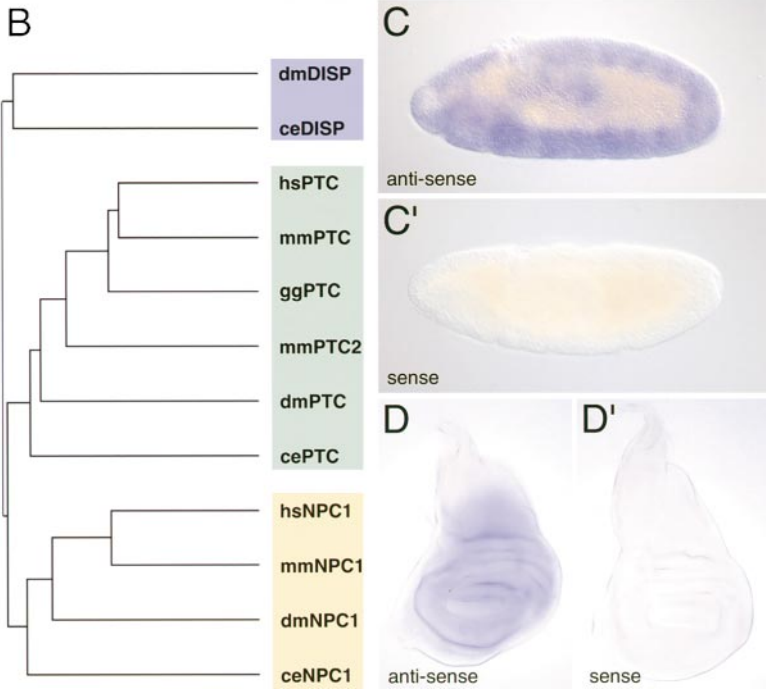 B
dmDISP
ceDISP
hsPTC
mmPTC
ggPTC
mmPTC2
dmPTC
cePTC
hsNPC1
mmNPC1
dmNPC1
ceNPC1
C
anti-sense
C'
sense
D
anti-sense
D'
sense